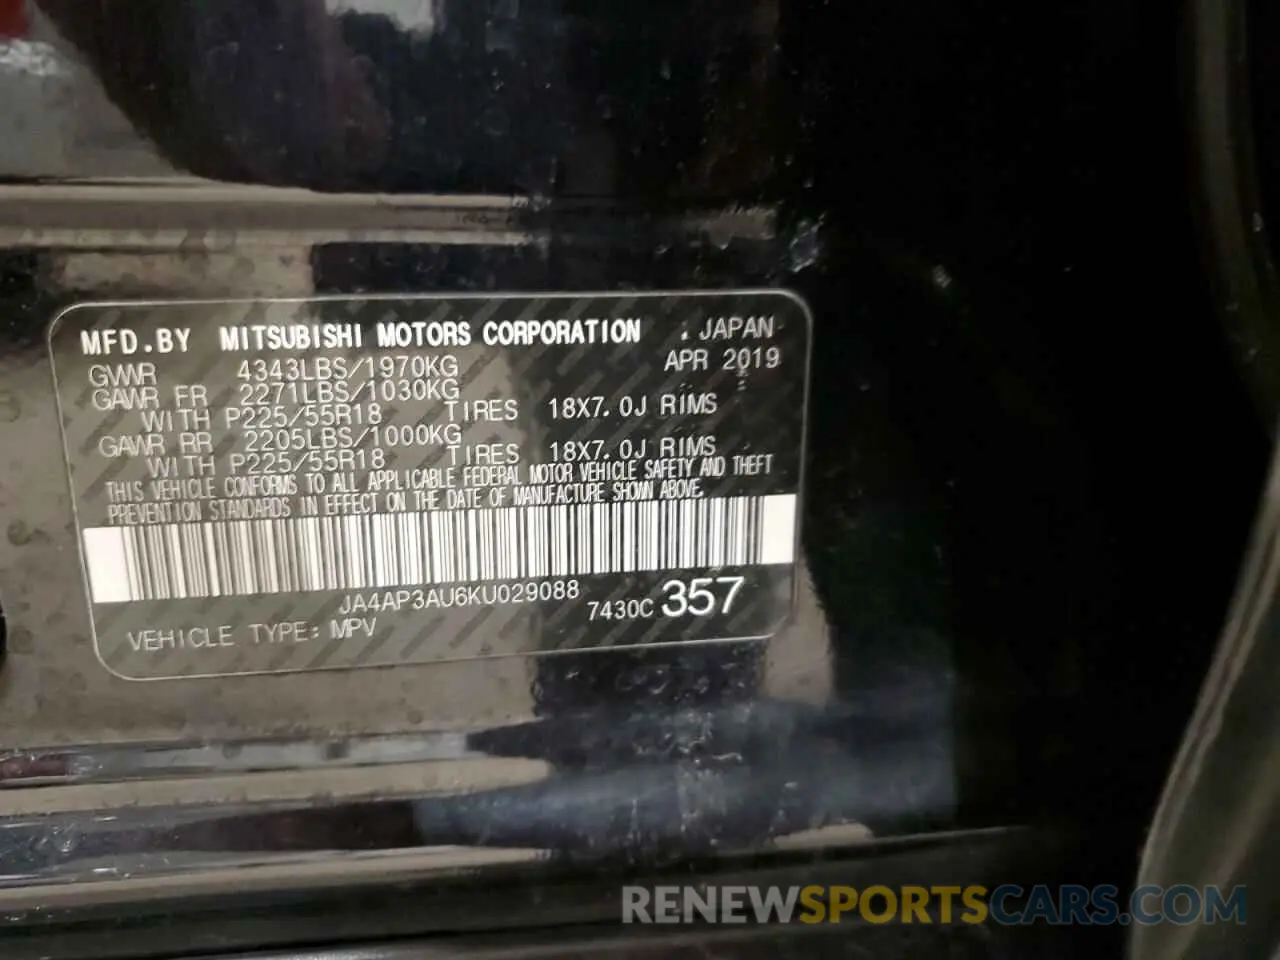 MFD.BY MITSUBISHI MOTORS CORPORATION , JAPAN
GVWR 4343LBS/1970KG APR 2019
GAWR FR 2271LBS/1030KG
WITH P225/55R18 TIRES 18X7.0J RIMS
GAWR RR 2205LBS/1000KG
WITH P225/55R18 TIRES 18X7.0J RIMS
THIS VEHICLE CONFORMS TO ALL APPLICABLE FEDERAL MOTOR VEHICLE SAFETY AND THEFT
PREVENTION STANDARDS IN EFFECT ON THE DATE OF MANUFACTURE SHOWN ABOVE.
JA4AP3AU6KU029088 7430C 357
VEHICLE TYPE: MPV
RENEWSPORTSCARS.COM